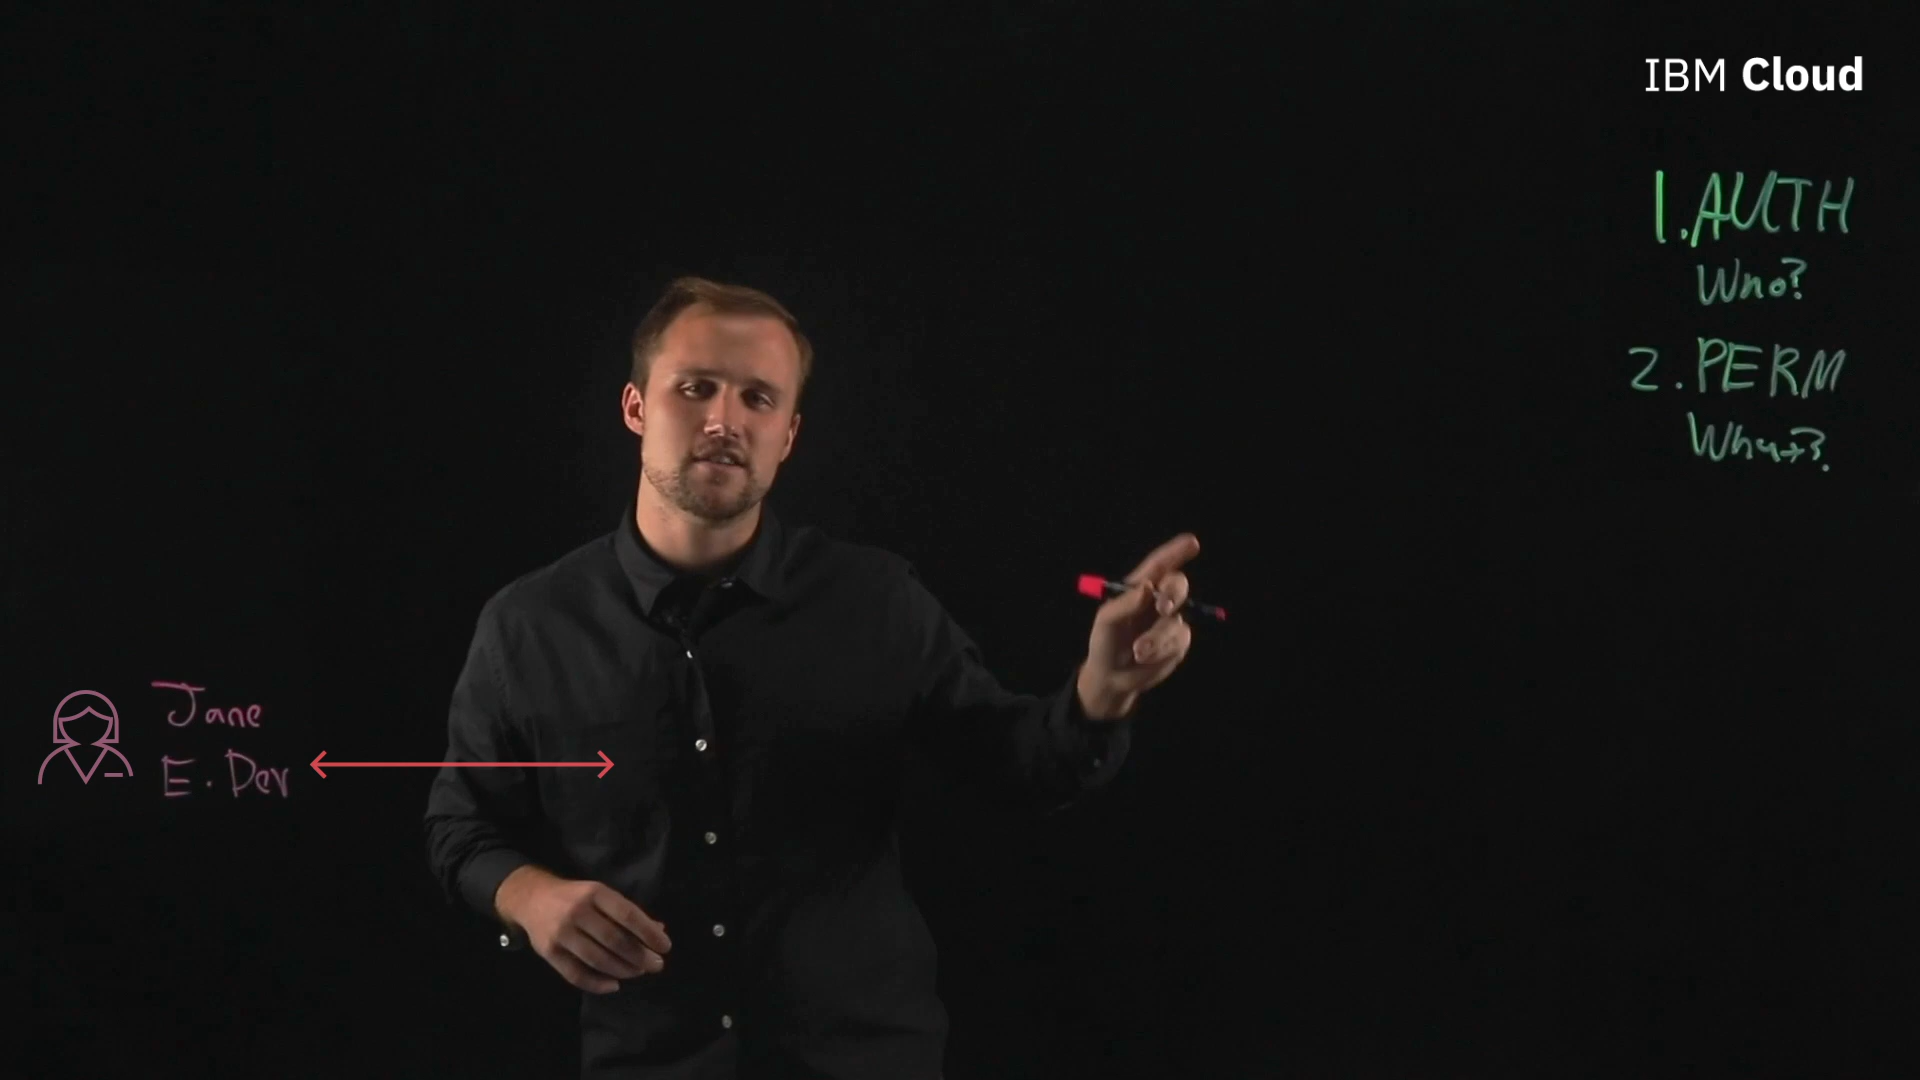 IBM Cloud
1. AUTH
Who?
2. PERM
What?
Jane
E. Dev